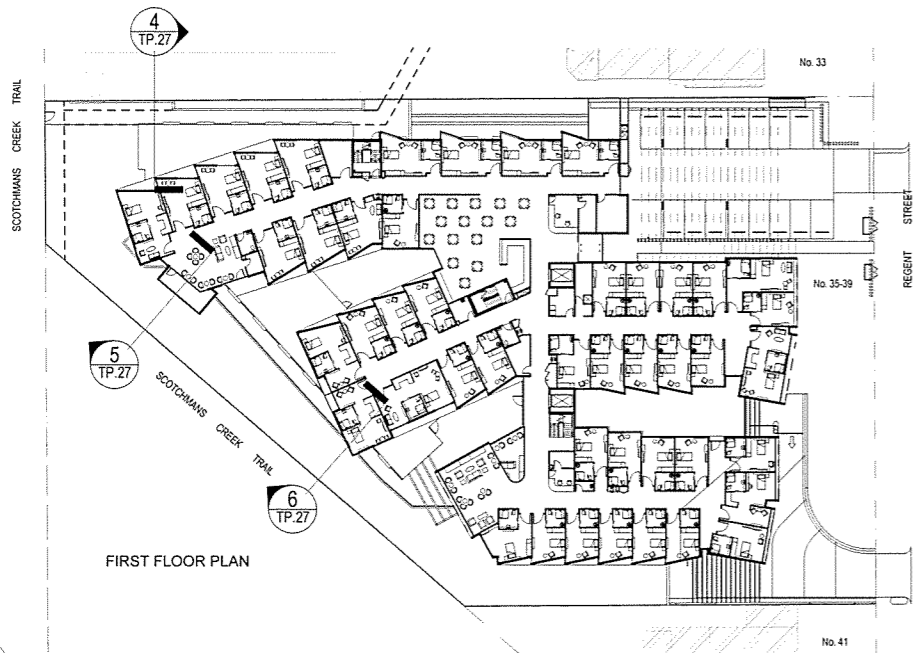 4
TP.27
No. 33
SCOTCHMANS CREEK TRAIL
REGENT STREET
No. 35-39
5
TP.27
SCOTCHMANS CREEK TRAIL
6
TP.27
FIRST FLOOR PLAN
No. 41